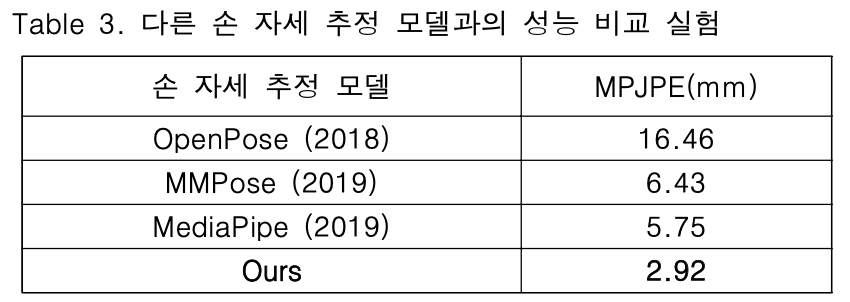 Table 3. 다른 손 자세 추정 모델과의 성능 비교 실험
손 자세 추정 모델 MPJPE(mm)
OpenPose (2018) 16.46
MMPose (2019) 6.43
MediaPipe (2019) 5.75
Ours 2.92